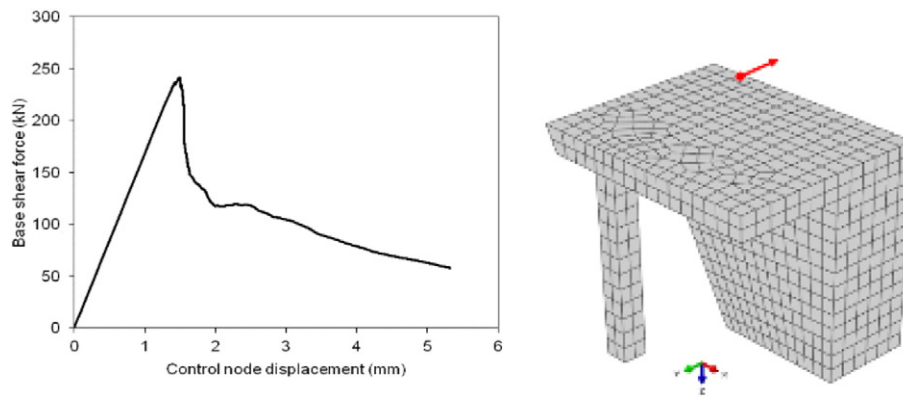 300
250
200
150
100
50
0
Base shear force (kN)
0 1 2 3 4 5 6
Control node displacement (mm)
Y X
Z